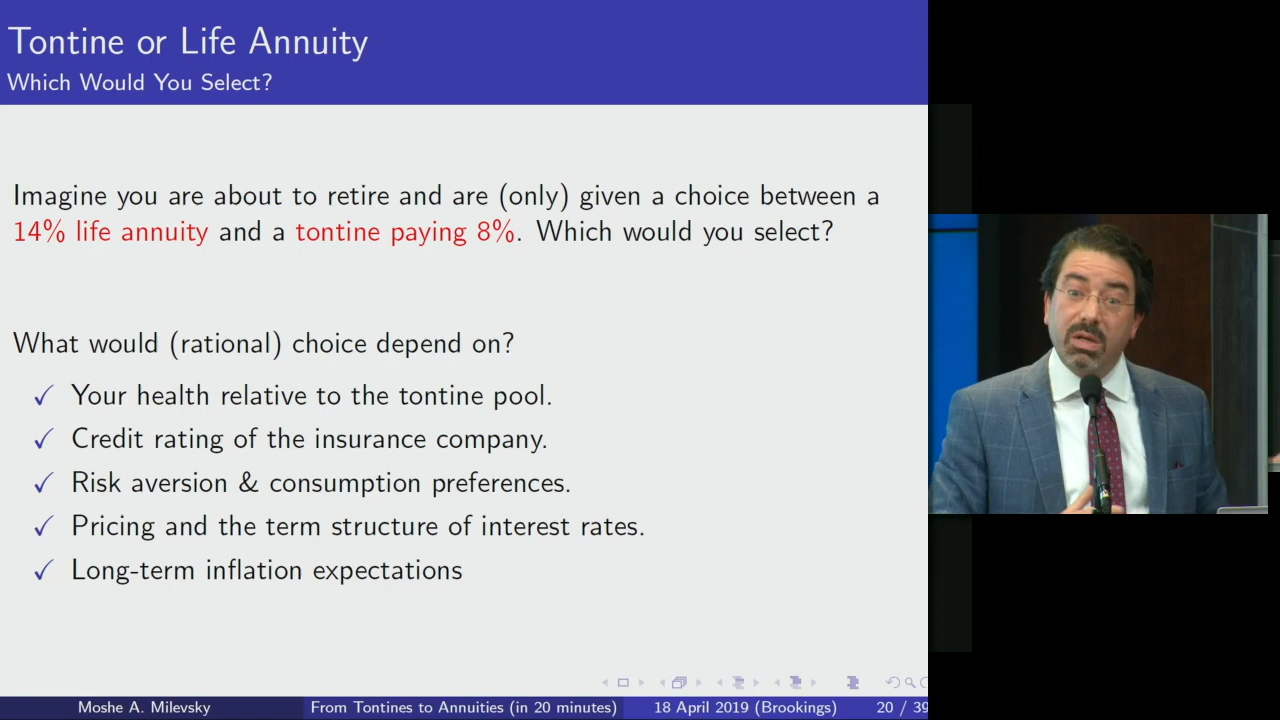 Tontine or Life Annuity
Which Would You Select?
Imagine you are about to retire and are (only) given a choice between a
14% life annuity and a tontine paying 8%. Which would you select?
What would (rational) choice depend on?
✓ Your health relative to the tontine pool.
✓ Credit rating of the insurance company.
✓ Risk aversion & consumption preferences.
✓ Pricing and the term structure of interest rates.
✓ Long-term inflation expectations
Moshe A. Milevsky From Tontines to Annuities (in 20 minutes) 18 April 2019 (Brookings) 20 / 39